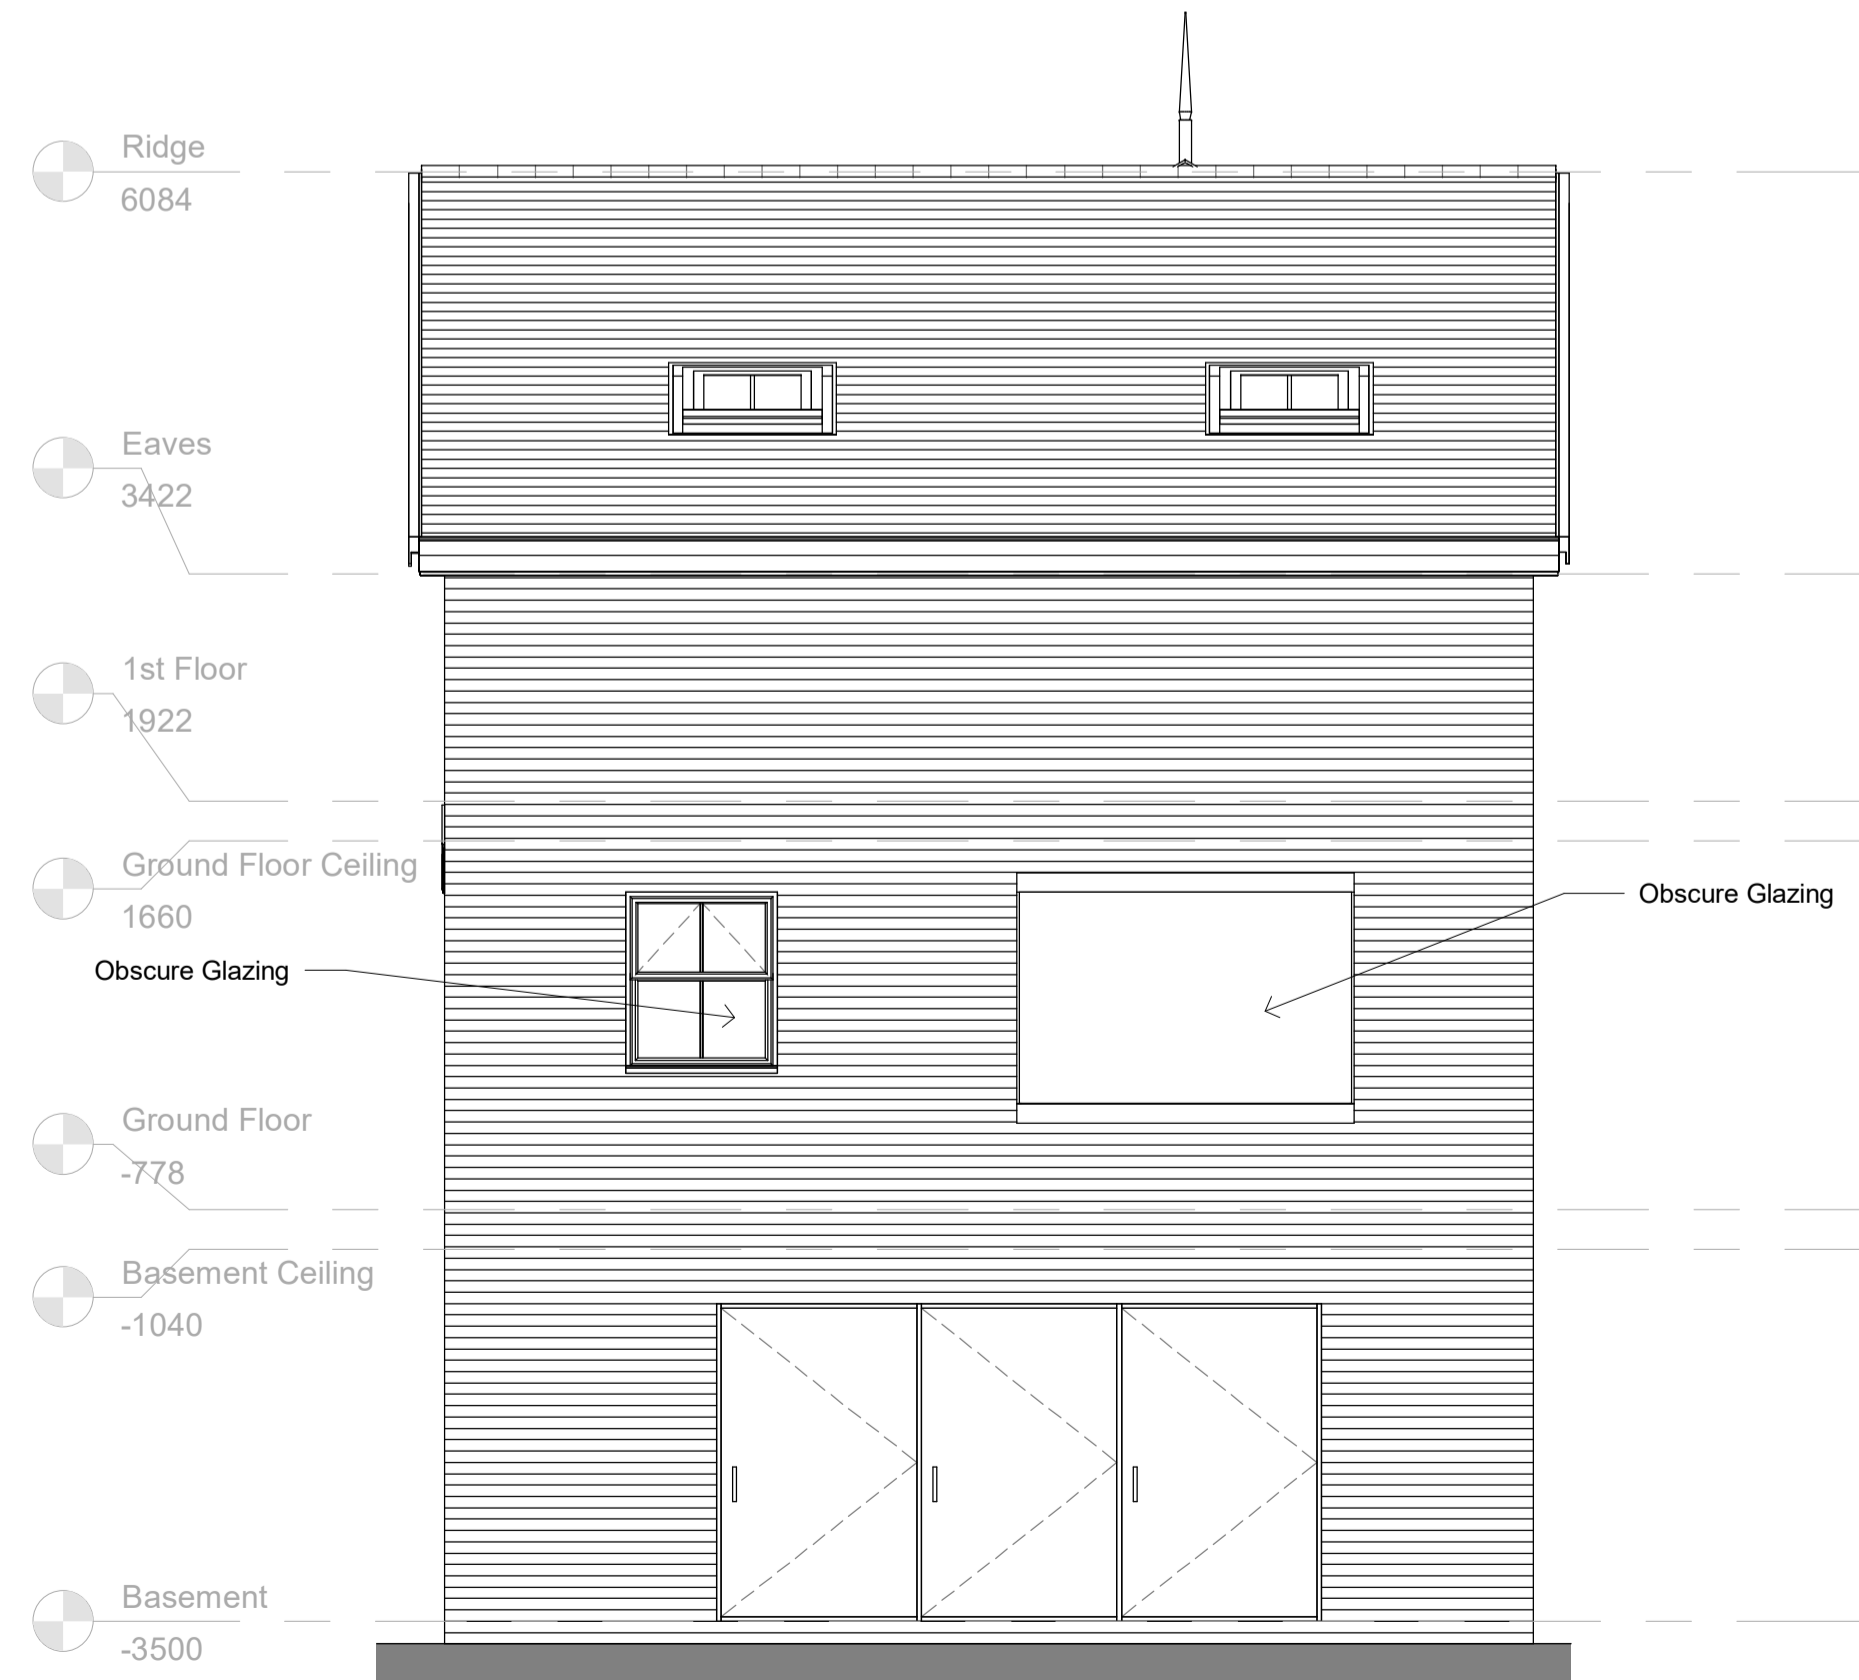 Ridge
6084
Eaves
3422
1st Floor
1922
Ground Floor Ceiling
1660
Obscure Glazing
Obscure Glazing
Ground Floor
-778
Basement Ceiling
-1040
Basement
-3500